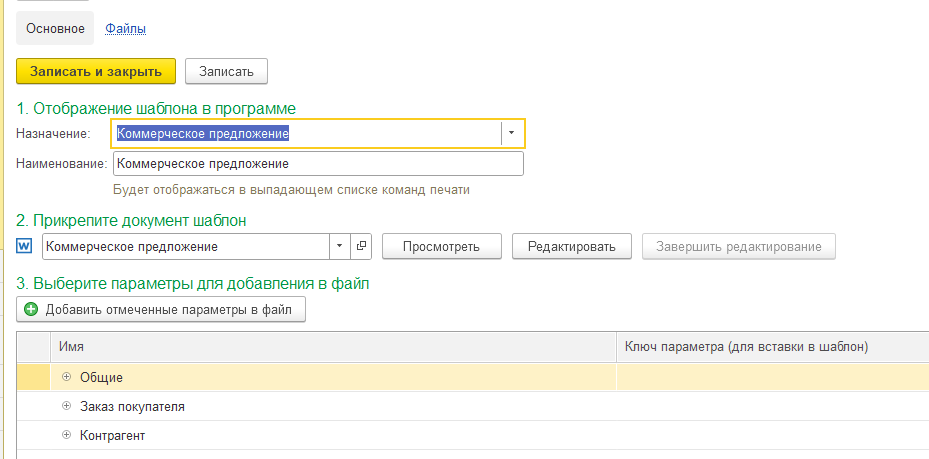 Основное Файлы
Записать и закрыть Записать
1. Отображение шаблона в программе
Назначение: Коммерческое предложение
Наименование: Коммерческое предложение
Будет отображаться в выпадающем списке команд печати
2. Прикрепите документ шаблон
W Коммерческое предложение Просмотреть Редактировать Завершить редактирование
3. Выберите параметры для добавления в файл
Добавить отмеченные параметры в файл
Имя Ключ параметра (для вставки в шаблон)
Общие
Заказ покупателя
Контрагент